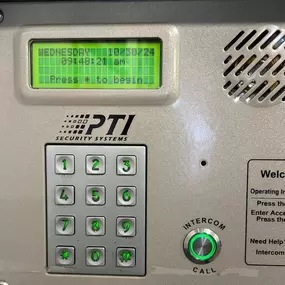 WEDNESDAY 10/30/24
09:48:21 am
Press * to begin
PTI
SECURITY SYSTEMS
1 2 3
4 5 6
7 8 9
* 0 #
INTERCOM
CALL
Welc
Operating In
Press the
Enter Acce
Press the
Need Help?
Intercom